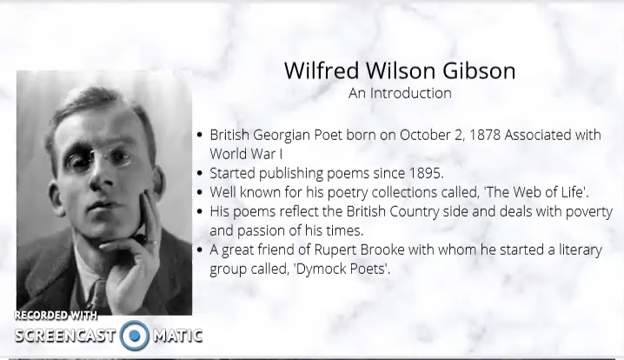 Wilfred Wilson Gibson
An Introduction
• British Georgian Poet born on October 2, 1878 Associated with
World War I
• Started publishing poems since 1895.
• Well known for his poetry collections called, 'The Web of Life'.
• His poems reflect the British Country side and deals with poverty
and passion of his times.
• A great friend of Rupert Brooke with whom he started a literary
group called, 'Dymock Poets'.
RECORDED WITH
SCREENCAST MATIC